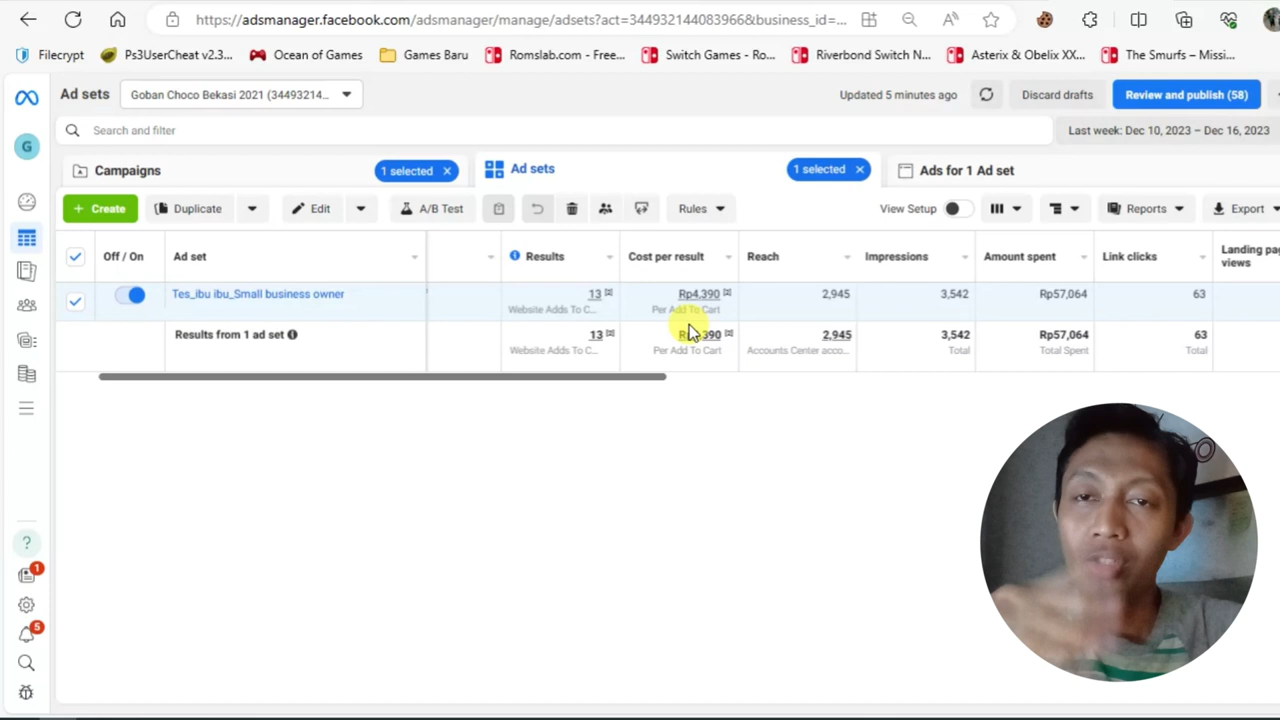 https://adsmanager.facebook.com/adsmanager/manage/adsets?act=344932144083966&business_id=...
Filecrypt
Ps3UserCheat v2.3...
Ocean of Games
Games Baru
Romslab.com - Free...
Switch Games - Ro...
Riverbond Switch N...
Asterix & Obelix XX...
The Smurfs – Missi...
Ad sets
Goban Choco Bekasi 2021 (34493214...
Updated 5 minutes ago
Discard drafts
Review and publish (58)
Search and filter
Last week: Dec 10, 2023 – Dec 16, 2023
G
Campaigns
1 selected ×
Ad sets
1 selected ×
Ads for 1 Ad set
+ Create
Duplicate
Edit
A/B Test
Rules
View Setup
Reports
Export
Off / On
Ad set
Results
Cost per result
Reach
Impressions
Amount spent
Link clicks
Landing pag
views
Tes_ibu ibu_Small business owner
13
Website Adds To C...
Rp4,390
Per Add To Cart
2,945
3,542
Rp57,064
63
Results from 1 ad set
13
Website Adds To C...
390
Per Add To Cart
2,945
Accounts Center acco...
3,542
Total
Rp57,064
Total Spent
63
Total
?
1
5